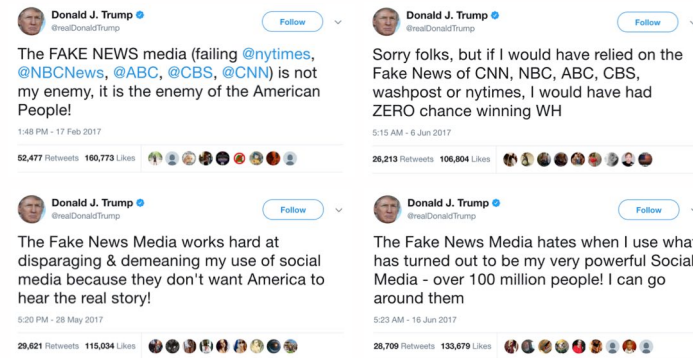 Donald J. Trump
@realDonaldTrump
Follow
The FAKE NEWS media (failing @nytimes,
@NBCNews, @ABC, @CBS, @CNN) is not
my enemy, it is the enemy of the American
People!
1:48 PM - 17 Feb 2017
52,477 Retweets 160,773 Likes
Donald J. Trump
@realDonaldTrump
Follow
Sorry folks, but if I would have relied on the
Fake News of CNN, NBC, ABC, CBS,
washpost or nytimes, I would have had
ZERO chance winning WH
5:15 AM - 6 Jun 2017
26,213 Retweets 106,804 Likes
Donald J. Trump
@realDonaldTrump
Follow
The Fake News Media works hard at
disparaging & demeaning my use of social
media because they don't want America to
hear the real story!
5:20 PM - 28 May 2017
29,621 Retweets 115,034 Likes
Donald J. Trump
@realDonaldTrump
Follow
The Fake News Media hates when I use what
has turned out to be my very powerful Social
Media - over 100 million people! I can go
around them
5:23 AM - 16 Jun 2017
28,709 Retweets 133,679 Likes